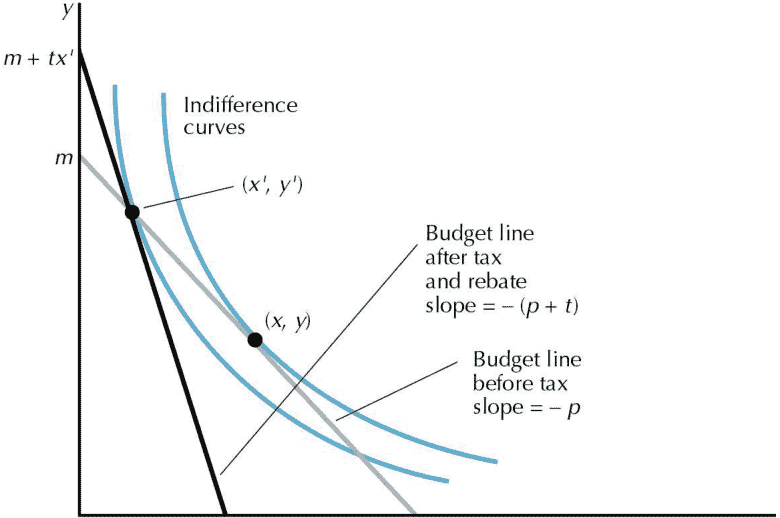 y
m + tx'
Indifference
curves
m
(x', y')
Budget line
after tax
and rebate
slope = – (p + t)
(x, y)
Budget line
before tax
slope = – p